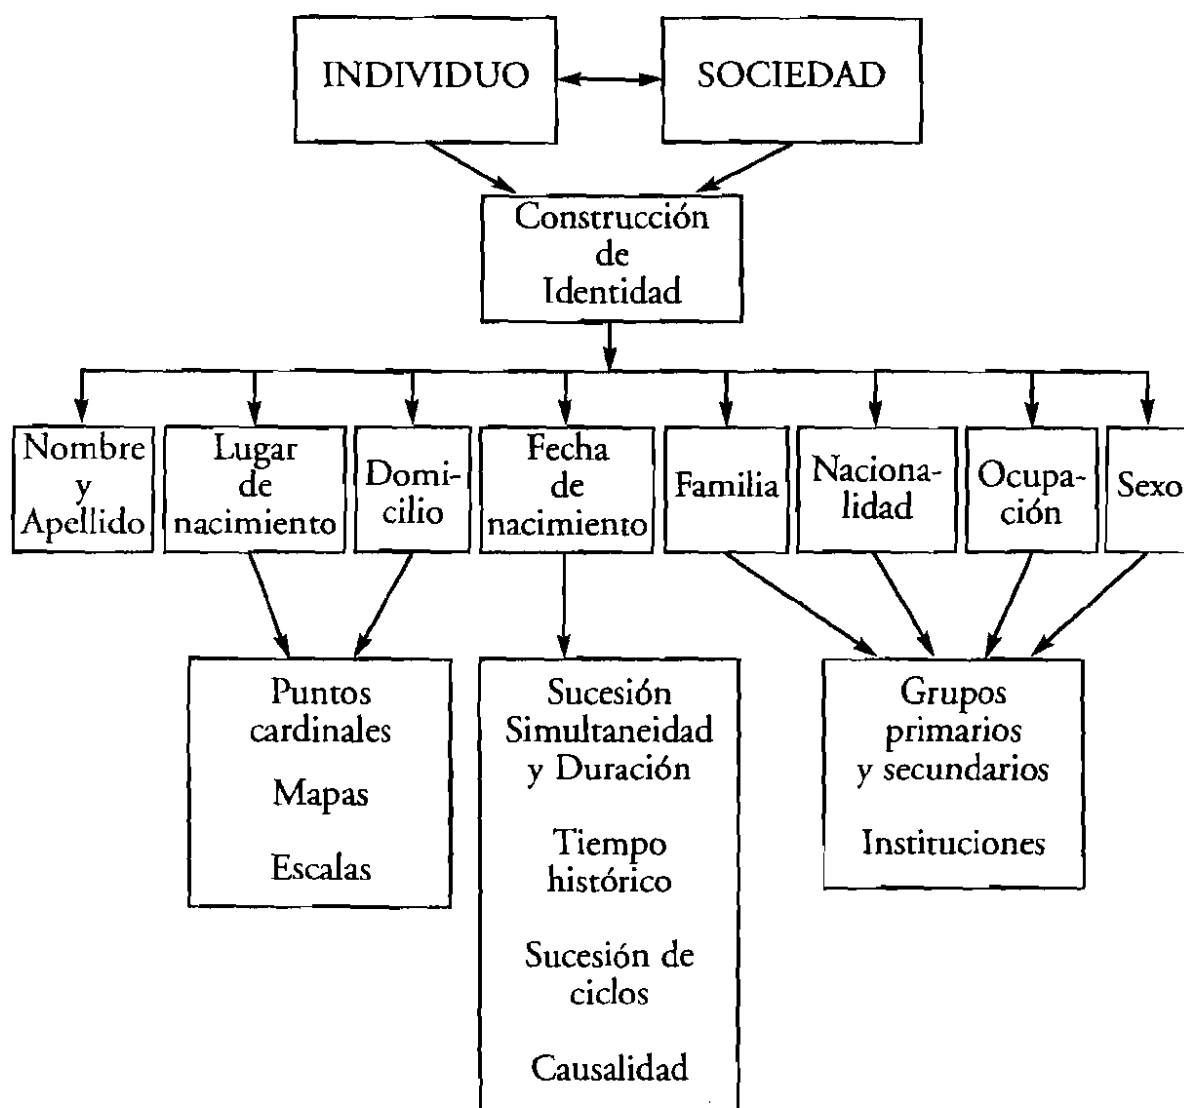 INDIVIDUO
SOCIEDAD
Construcción
de
Identidad
Nombre
y
Apellido
Lugar
de
nacimiento
Domi-
cilio
Fecha
de
nacimiento
Familia
Naciona-
lidad
Ocupa-
ción
Sexo
Puntos
cardinales
Mapas
Escalas
Sucesión
Simultaneidad
y Duración
Tiempo
histórico
Sucesión de
ciclos
Causalidad
Grupos
primarios
y secundarios
Instituciones